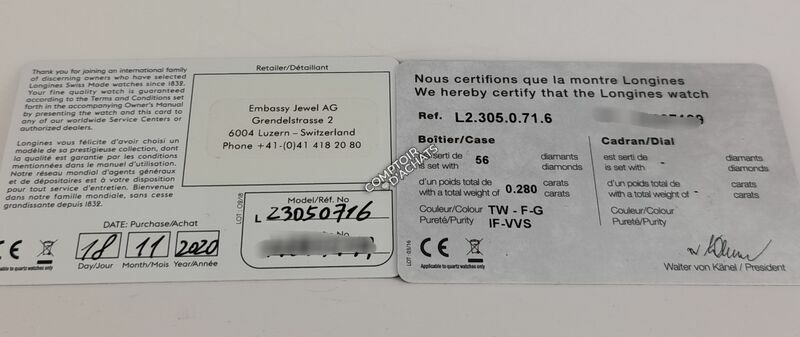 Thank you for joining an international family
of discerning owners who have selected
Longines Swiss Made watches since 1832.
Your fine quality watch is guaranteed
according to the Terms and Conditions set
forth in the accompanying Owner's Manual
by presenting the watch and this card to
any of our worldwide Service Centers or
authorized dealers.
Longines vous félicite d'avoir choisi un
modèle de sa prestigieuse collection, dont
la qualité est garantie par les conditions
mentionnées dans le manuel de l'utilisateur.
Notre réseau mondial d'agents généraux
et de dépositaires est à votre disposition
pour tout service d'entretien. Bienvenue
dans notre famille mondiale, sans cesse
grandissante depuis 1832.
DATE: Purchase/Achat
18 11 2020
Day/Jour Month/Mois Year/Année
CE
Applicable to quartz watches only
Retailer/Détaillant
Embassy Jewel AG
Grendelstrasse 2
6004 Luzern – Switzerland
Phone +41-(0)41 418 20 80
LOT: 08/18
Model/Réf. No
L 23050716
COMPTOIR
D'ACHATS
Nous certifions que la montre Longines
We hereby certify that the Longines watch
Ref. L2.305.0.71.6
Boîtier/Case
est serti de 56 diamants
is set with diamonds
d'un poids total de 0.280 carats
with a total weight of carats
Couleur/Colour TW - F-G
Pureté/Purity IF-VVS
Cadran/Dial
est serti de - diamants
is set with diamonds
d'un poids total de - carats
with a total weight of carats
Couleur/Colour
Pureté/Purity
LOT: 03/16
CE
Applicable to quartz watches only
Walter von Känel / President